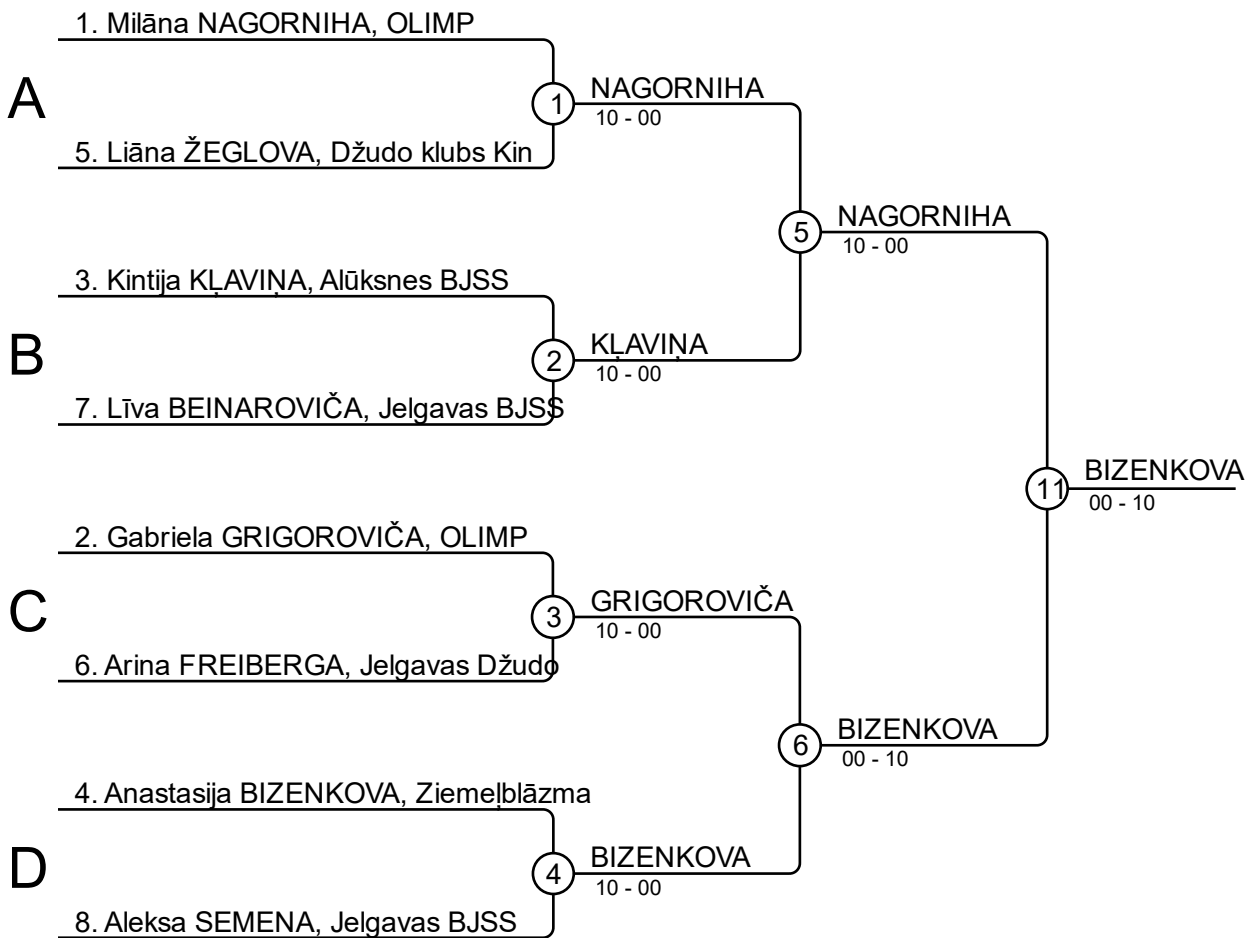 1. Milāna NAGORNIHA, OLIMP
A
1
NAGORNIHA
10 - 00
5. Liāna ŽEGLOVA, Džudo klubs Kin
5
NAGORNIHA
10 - 00
3. Kintija KĻAVIŅA, Alūksnes BJSS
B
2
KĻAVIŅA
10 - 00
7. Līva BEINAROVIČA, Jelgavas BJSS
11
BIZENKOVA
00 - 10
2. Gabriela GRIGOROVIČA, OLIMP
C
3
GRIGOROVIČA
10 - 00
6. Arina FREIBERGA, Jelgavas Džudo
6
BIZENKOVA
00 - 10
4. Anastasija BIZENKOVA, Ziemeļblāzma
D
4
BIZENKOVA
10 - 00
8. Aleksa SEMENA, Jelgavas BJSS